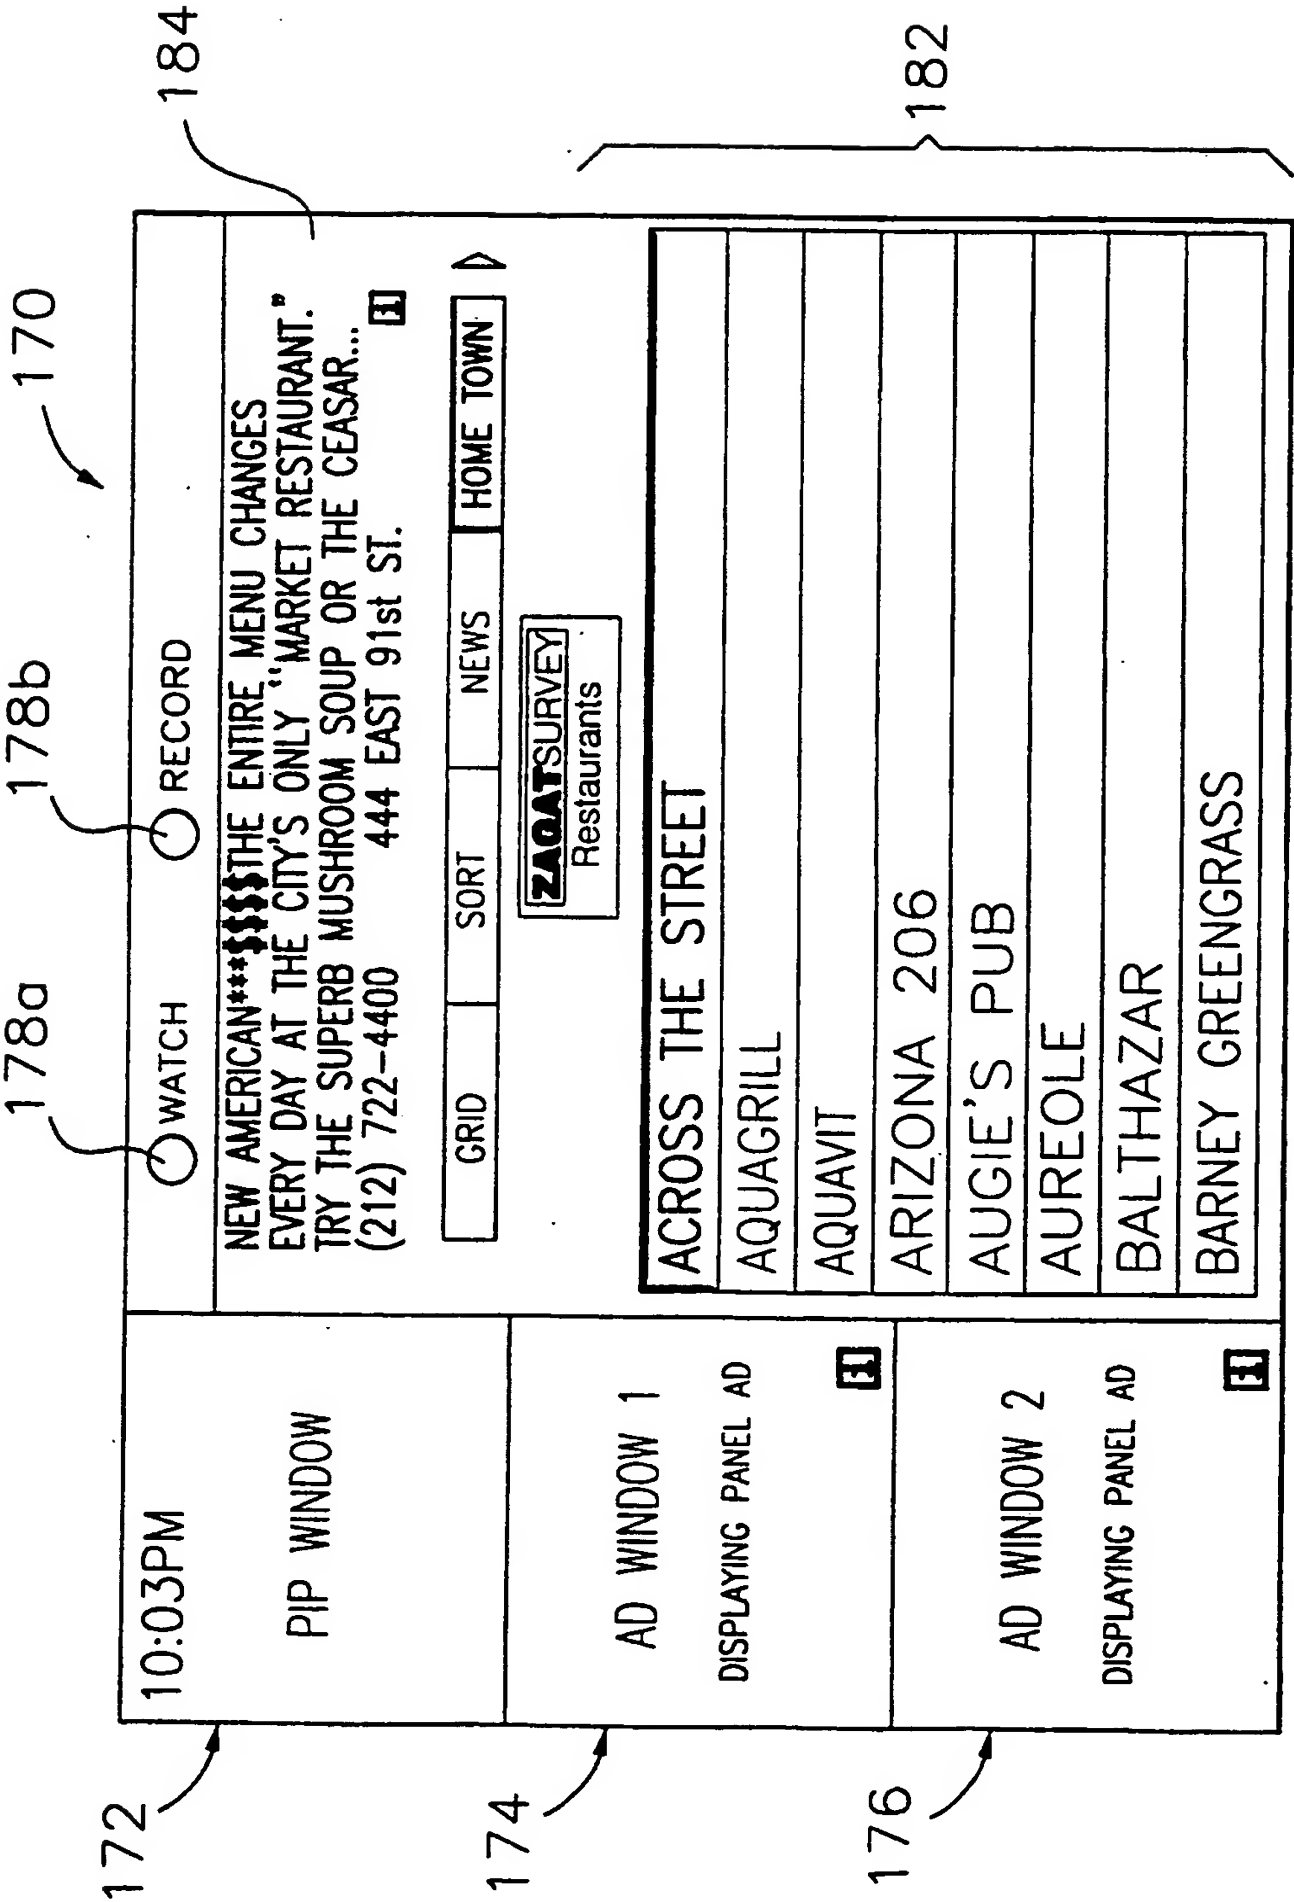 170
178a
178b
184
WATCH
RECORD
172
10:03PM
PIP WINDOW
NEW AMERICAN***$$$$THE ENTIRE MENU CHANGES
EVERY DAY AT THE CITY'S ONLY "MARKET RESTAURANT."
TRY THE SUPERB MUSHROOM SOUP OR THE CEASAR...
(212) 722-4400 444 EAST 91st ST.
i
GRID SORT NEWS HOME TOWN
174
AD WINDOW 1
DISPLAYING PANEL AD
i
ZAGATSURVEY
Restaurants
182
ACROSS THE STREET
AQUAGRILL
AQUAVIT
ARIZONA 206
AUGIE'S PUB
AUREOLE
BALTHAZAR
BARNEY GREENGRASS
176
AD WINDOW 2
DISPLAYING PANEL AD
i